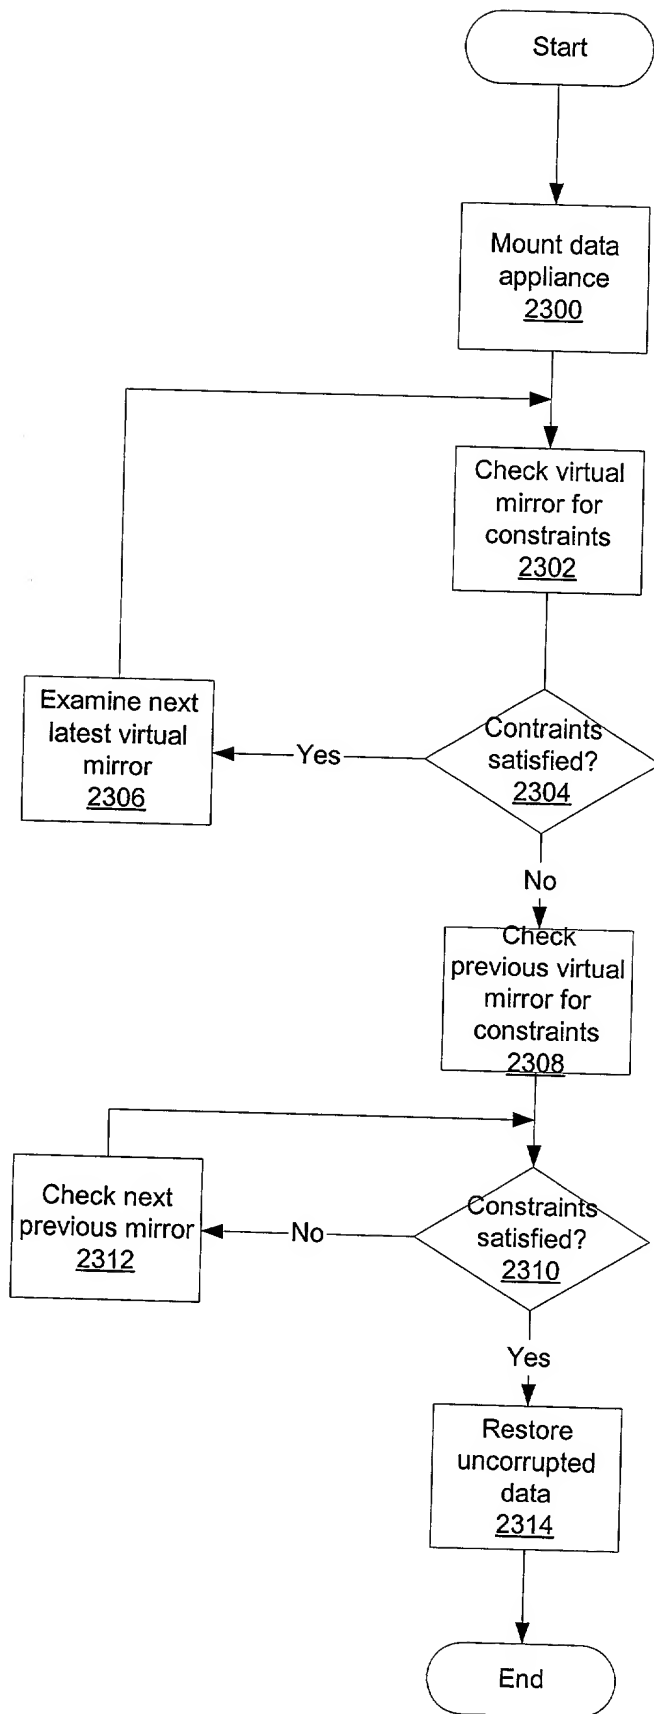 Start
Mount data
appliance
2300
Check virtual
mirror for
constraints
2302
Examine next
latest virtual
mirror
2306
Yes
Contraints
satisfied?
2304
No
Check
previous virtual
mirror for
constraints
2308
Check next
previous mirror
2312
No
Constraints
satisfied?
2310
Yes
Restore
uncorrupted
data
2314
End